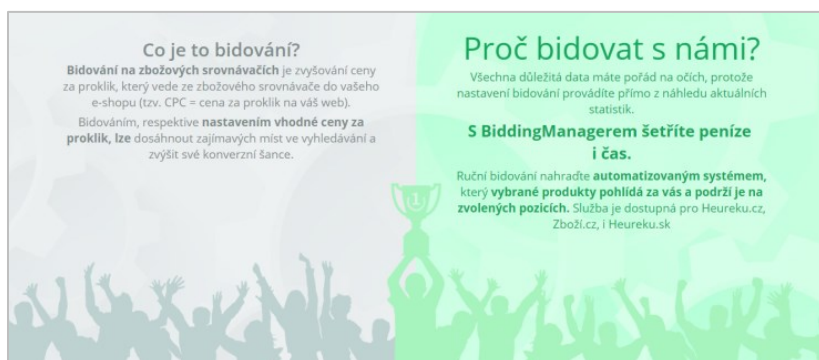 Co je to bidování?
Bidování na zbožových srovnávačích je zvyšování ceny
za proklik, který vede ze zbožového srovnávače do vašeho
e-shopu (tzv. CPC = cena za proklik na váš web).
Bidováním, respektive nastavením vhodné ceny za
proklik, lze dosáhnout zajímavých míst ve vyhledávání a
zvýšit své konverzní šance.
Proč bidovat s námi?
Všechna důležitá data máte pořád na očích, protože
nastavení bidování provádíte přímo z náhledu aktuálních
statistik.
S BiddingManagerem šetříte peníze
i čas.
Ruční bidování nahraďte automatizovaným systémem,
který vybrané produkty pohlídá za vás a podrží je na
zvolených pozicích. Služba je dostupná pro Heureku.cz,
Zboží.cz, i Heureku.sk
1